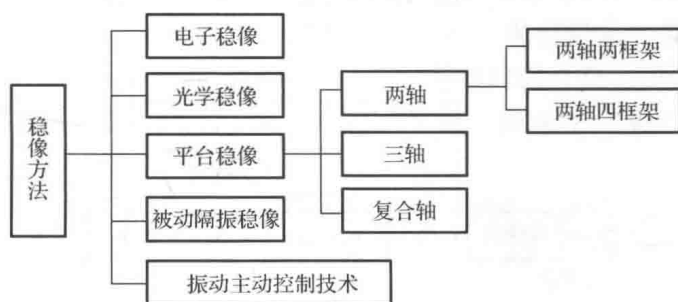 稳像方法
电子稳像
光学稳像
平台稳像
被动隔振稳像
振动主动控制技术
两轴
三轴
复合轴
两轴两框架
两轴四框架